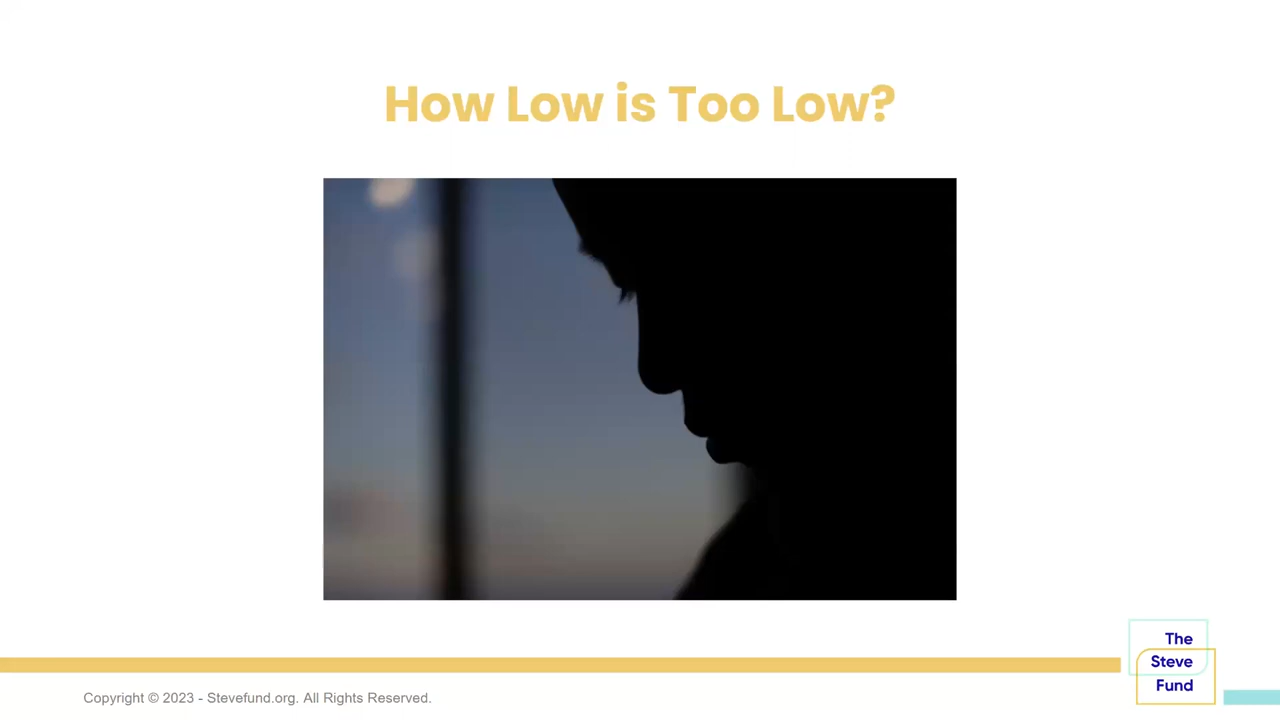 How Low is Too Low?
The
Steve
Fund
Copyright © 2023 - Stevefund.org. All Rights Reserved.